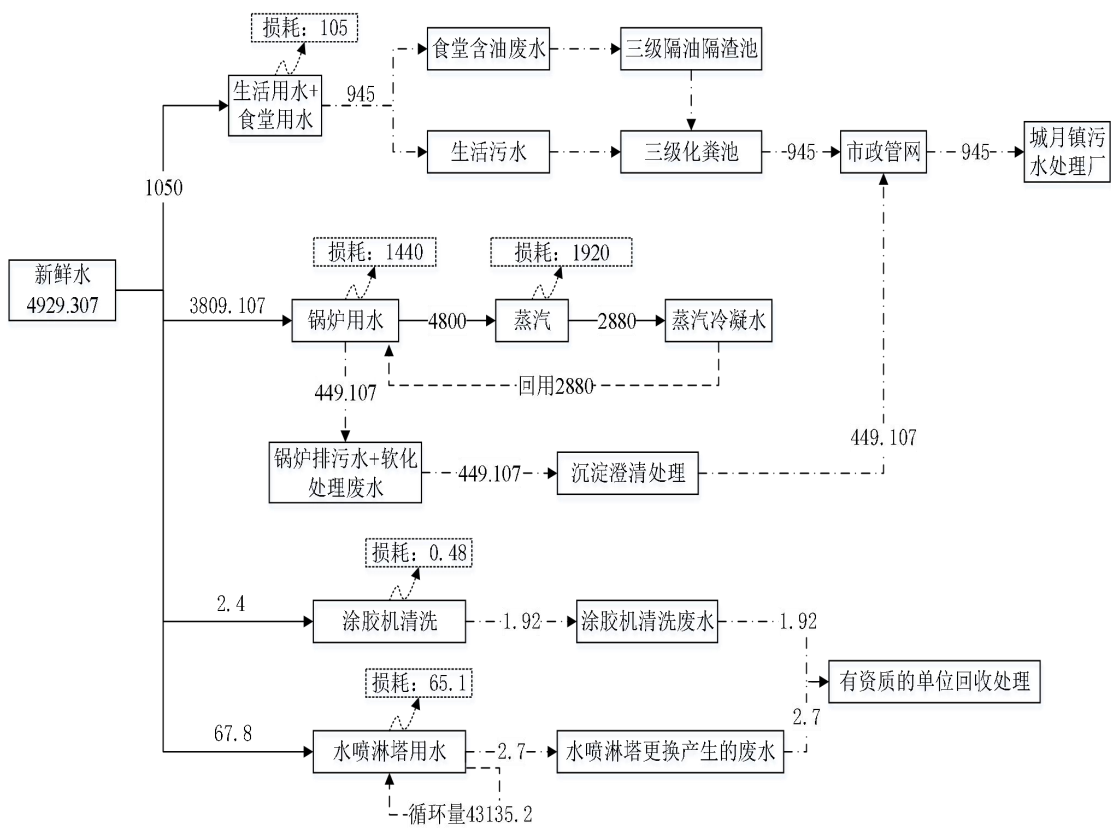 损耗：105
生活用水+
食堂用水
945
食堂含油废水
三级隔油隔渣池
生活污水
三级化粪池
945
市政管网
945
城月镇污
水处理厂
1050
新鲜水
4929.307
3809.107
损耗：1440
锅炉用水
4800
损耗：1920
蒸汽
2880
蒸汽冷凝水
回用2880
449.107
锅炉排污水+软化
处理废水
449.107
沉淀澄清处理
449.107
2.4
损耗：0.48
涂胶机清洗
1.92
涂胶机清洗废水
1.92
有资质的单位回收处理
67.8
损耗：65.1
水喷淋塔用水
2.7
水喷淋塔更换产生的废水
2.7
循环量43135.2